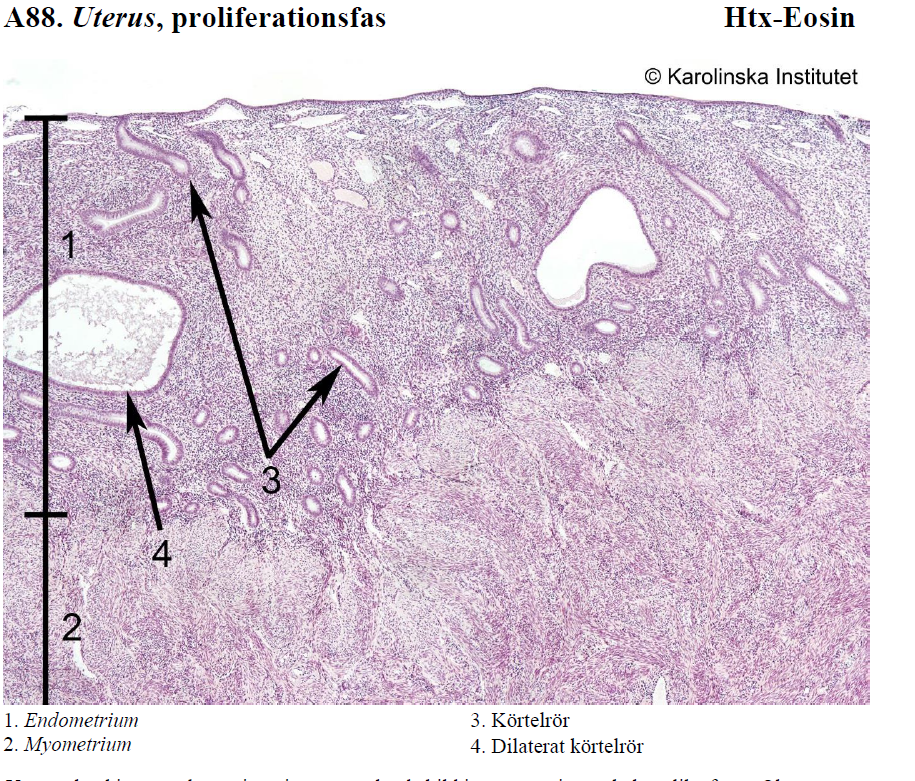 A88. Uterus, proliferationsfas Htx-Eosin
© Karolinska Institutet
1
3
4
2
1. Endometrium 3. Körtelrör
2. Myometrium 4. Dilaterat körtelrör